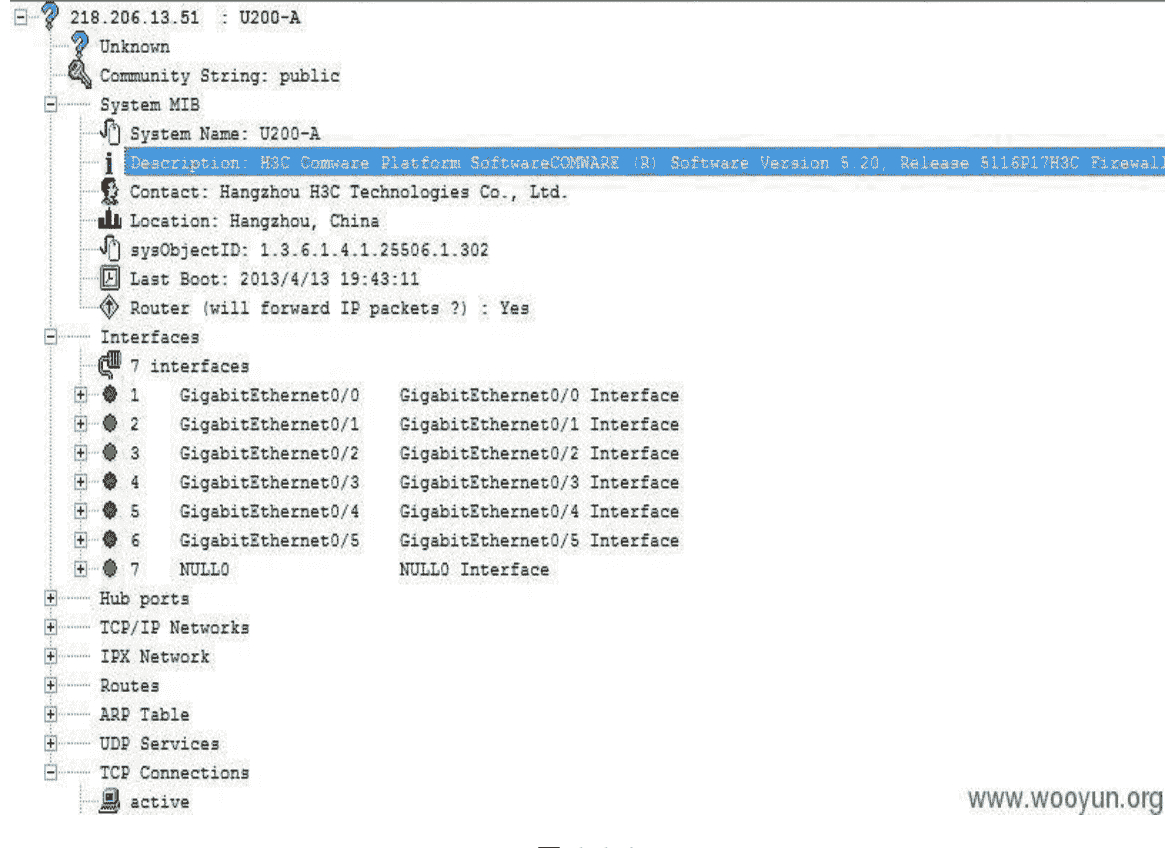 218.206.13.51 : U200-A
Unknown
Community String: public
System MIB
System Name: U200-A
Description: H3C Comware Platform SoftwareCOMWARE (R) Software Version 5.20, Release 5116P17H3C Firewall
Contact: Hangzhou H3C Technologies Co., Ltd.
Location: Hangzhou, China
sysObjectID: 1.3.6.1.4.1.25506.1.302
Last Boot: 2013/4/13 19:43:11
Router (will forward IP packets ?) : Yes
Interfaces
7 interfaces
1 GigabitEthernet0/0 GigabitEthernet0/0 Interface
2 GigabitEthernet0/1 GigabitEthernet0/1 Interface
3 GigabitEthernet0/2 GigabitEthernet0/2 Interface
4 GigabitEthernet0/3 GigabitEthernet0/3 Interface
5 GigabitEthernet0/4 GigabitEthernet0/4 Interface
6 GigabitEthernet0/5 GigabitEthernet0/5 Interface
7 NULL0 NULL0 Interface
Hub ports
TCP/IP Networks
IPX Network
Routes
ARP Table
UDP Services
TCP Connections
active
www.wooyun.org